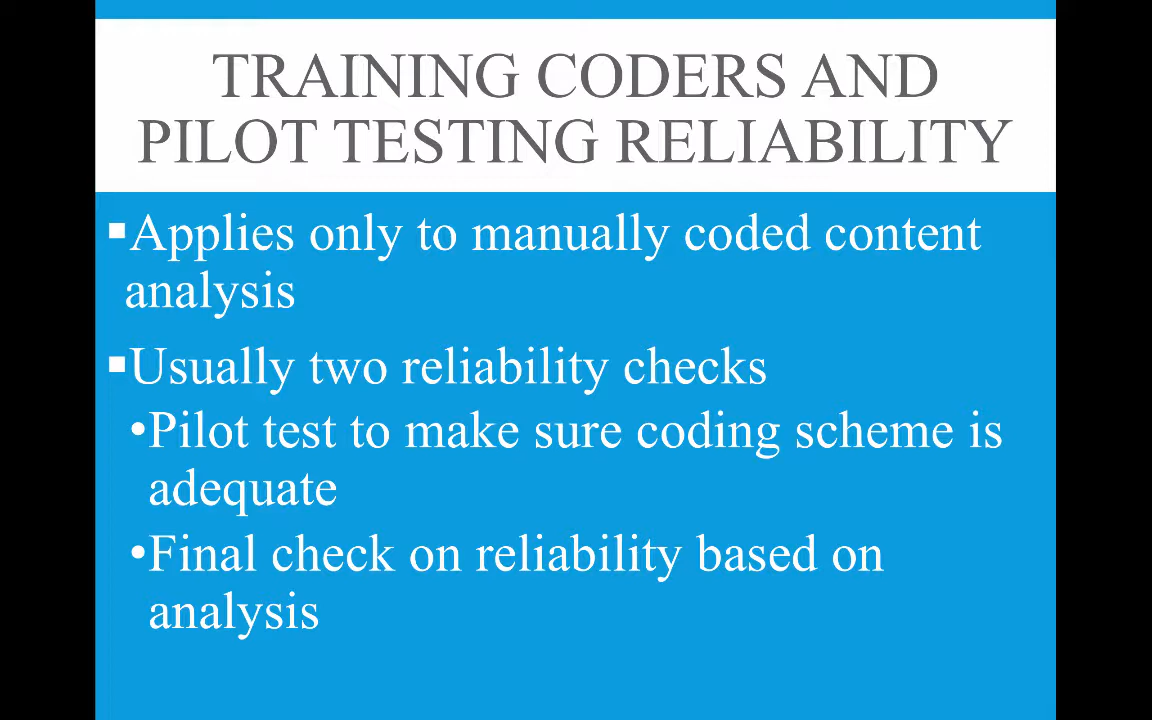 TRAINING CODERS AND
PILOT TESTING RELIABILITY
▪Applies only to manually coded content
analysis
▪Usually two reliability checks
•Pilot test to make sure coding scheme is
adequate
•Final check on reliability based on
analysis